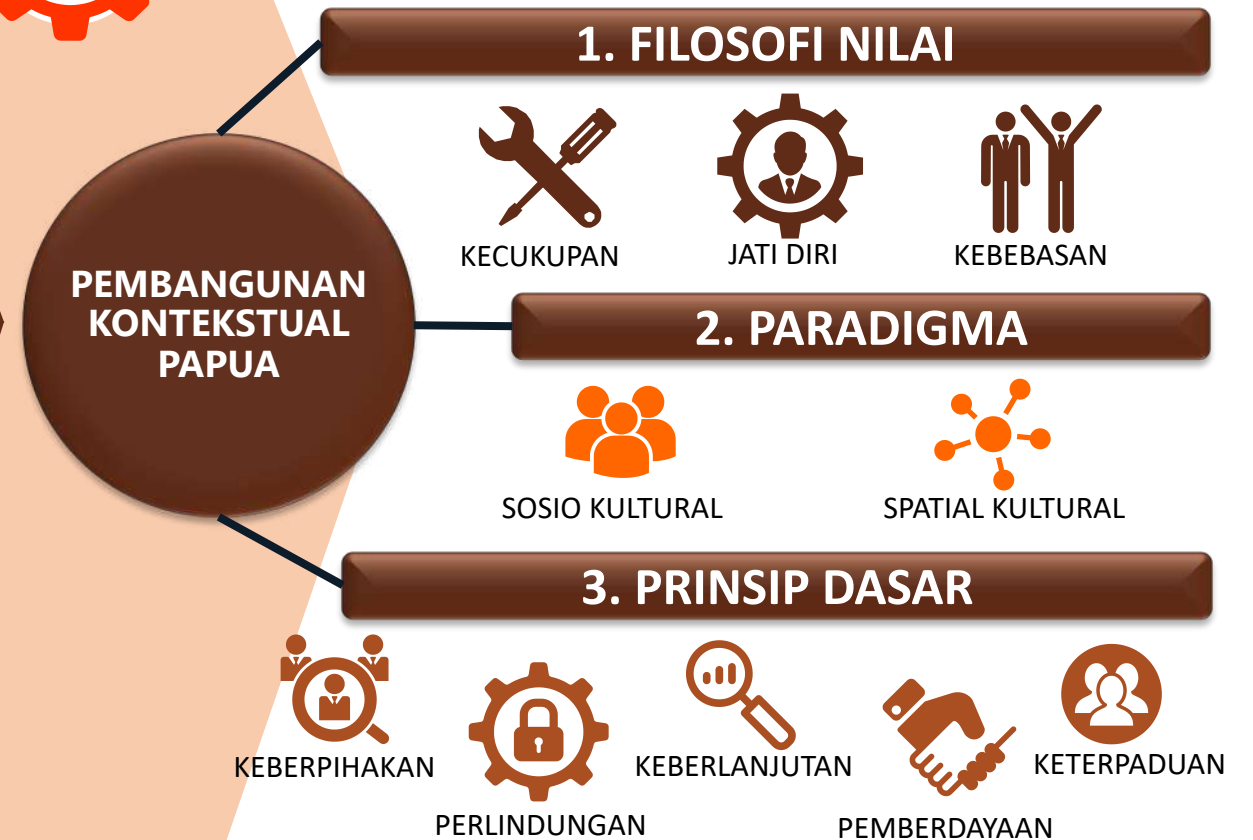 1. FILOSOFI NILAI
KECUKUPAN
JATI DIRI
KEBEBASAN
PEMBANGUNAN
KONTEKSTUAL
PAPUA
2. PARADIGMA
SOSIO KULTURAL
SPATIAL KULTURAL
3. PRINSIP DASAR
KEBERPIHAKAN
PERLINDUNGAN
KEBERLANJUTAN
PEMBERDAYAAN
KETERPADUAN